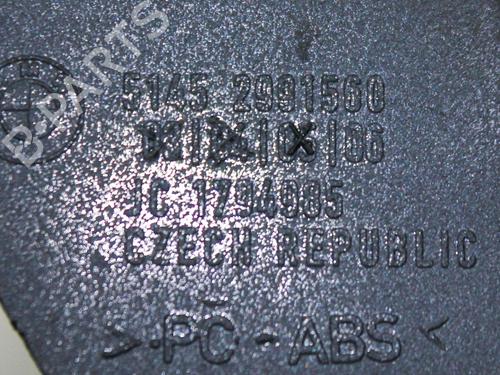 B-PARTS
5145 2991560
JC 1794985
CZECH REPUBLIC
>PC-ABS<